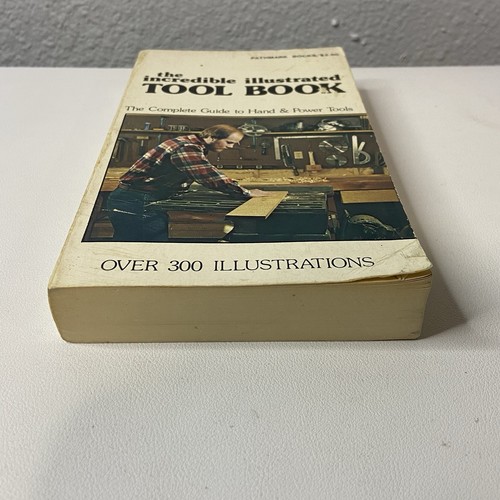 the
incredible illustrated
TOOL BOOK
The Complete Guide to Hand & Power Tools
OVER 300 ILLUSTRATIONS